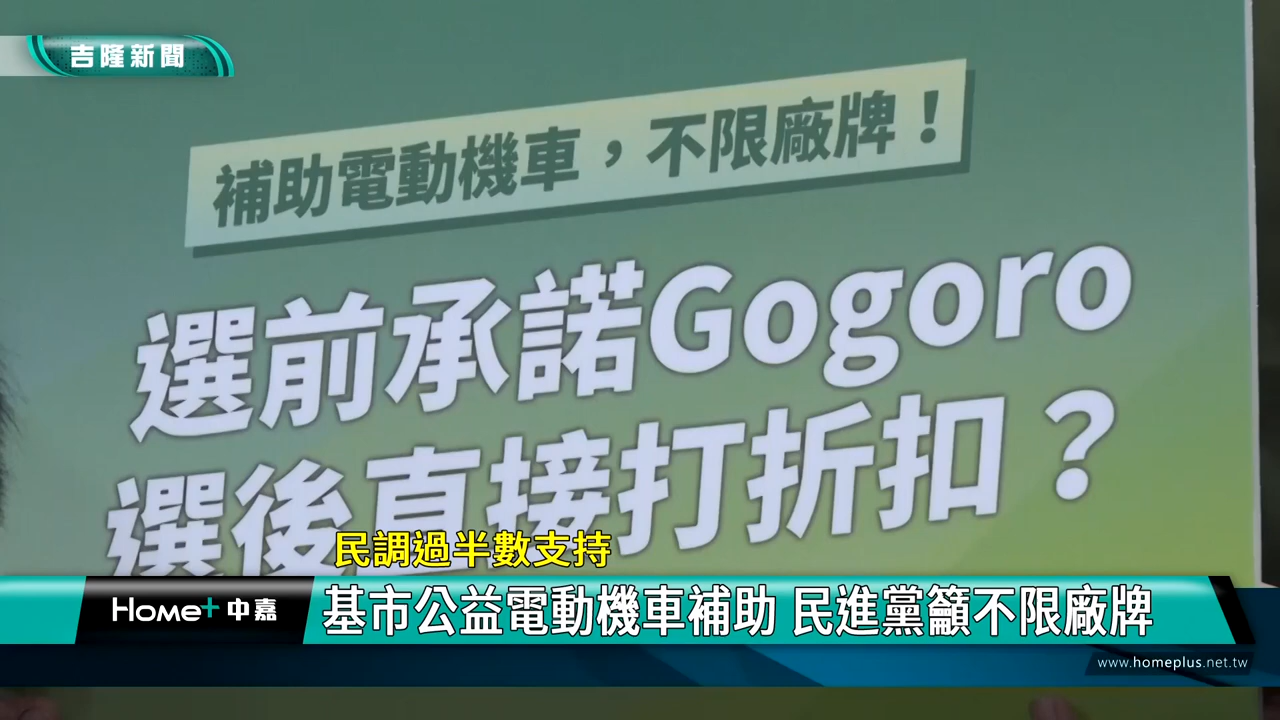 吉隆新聞
補助電動機車，不限廠牌！
選前承諾Gogoro
選後直接打折扣？
民調過半數支持
Home+中嘉
基市公益電動機車補助 民進黨籲不限廠牌
www.homeplus.net.tw